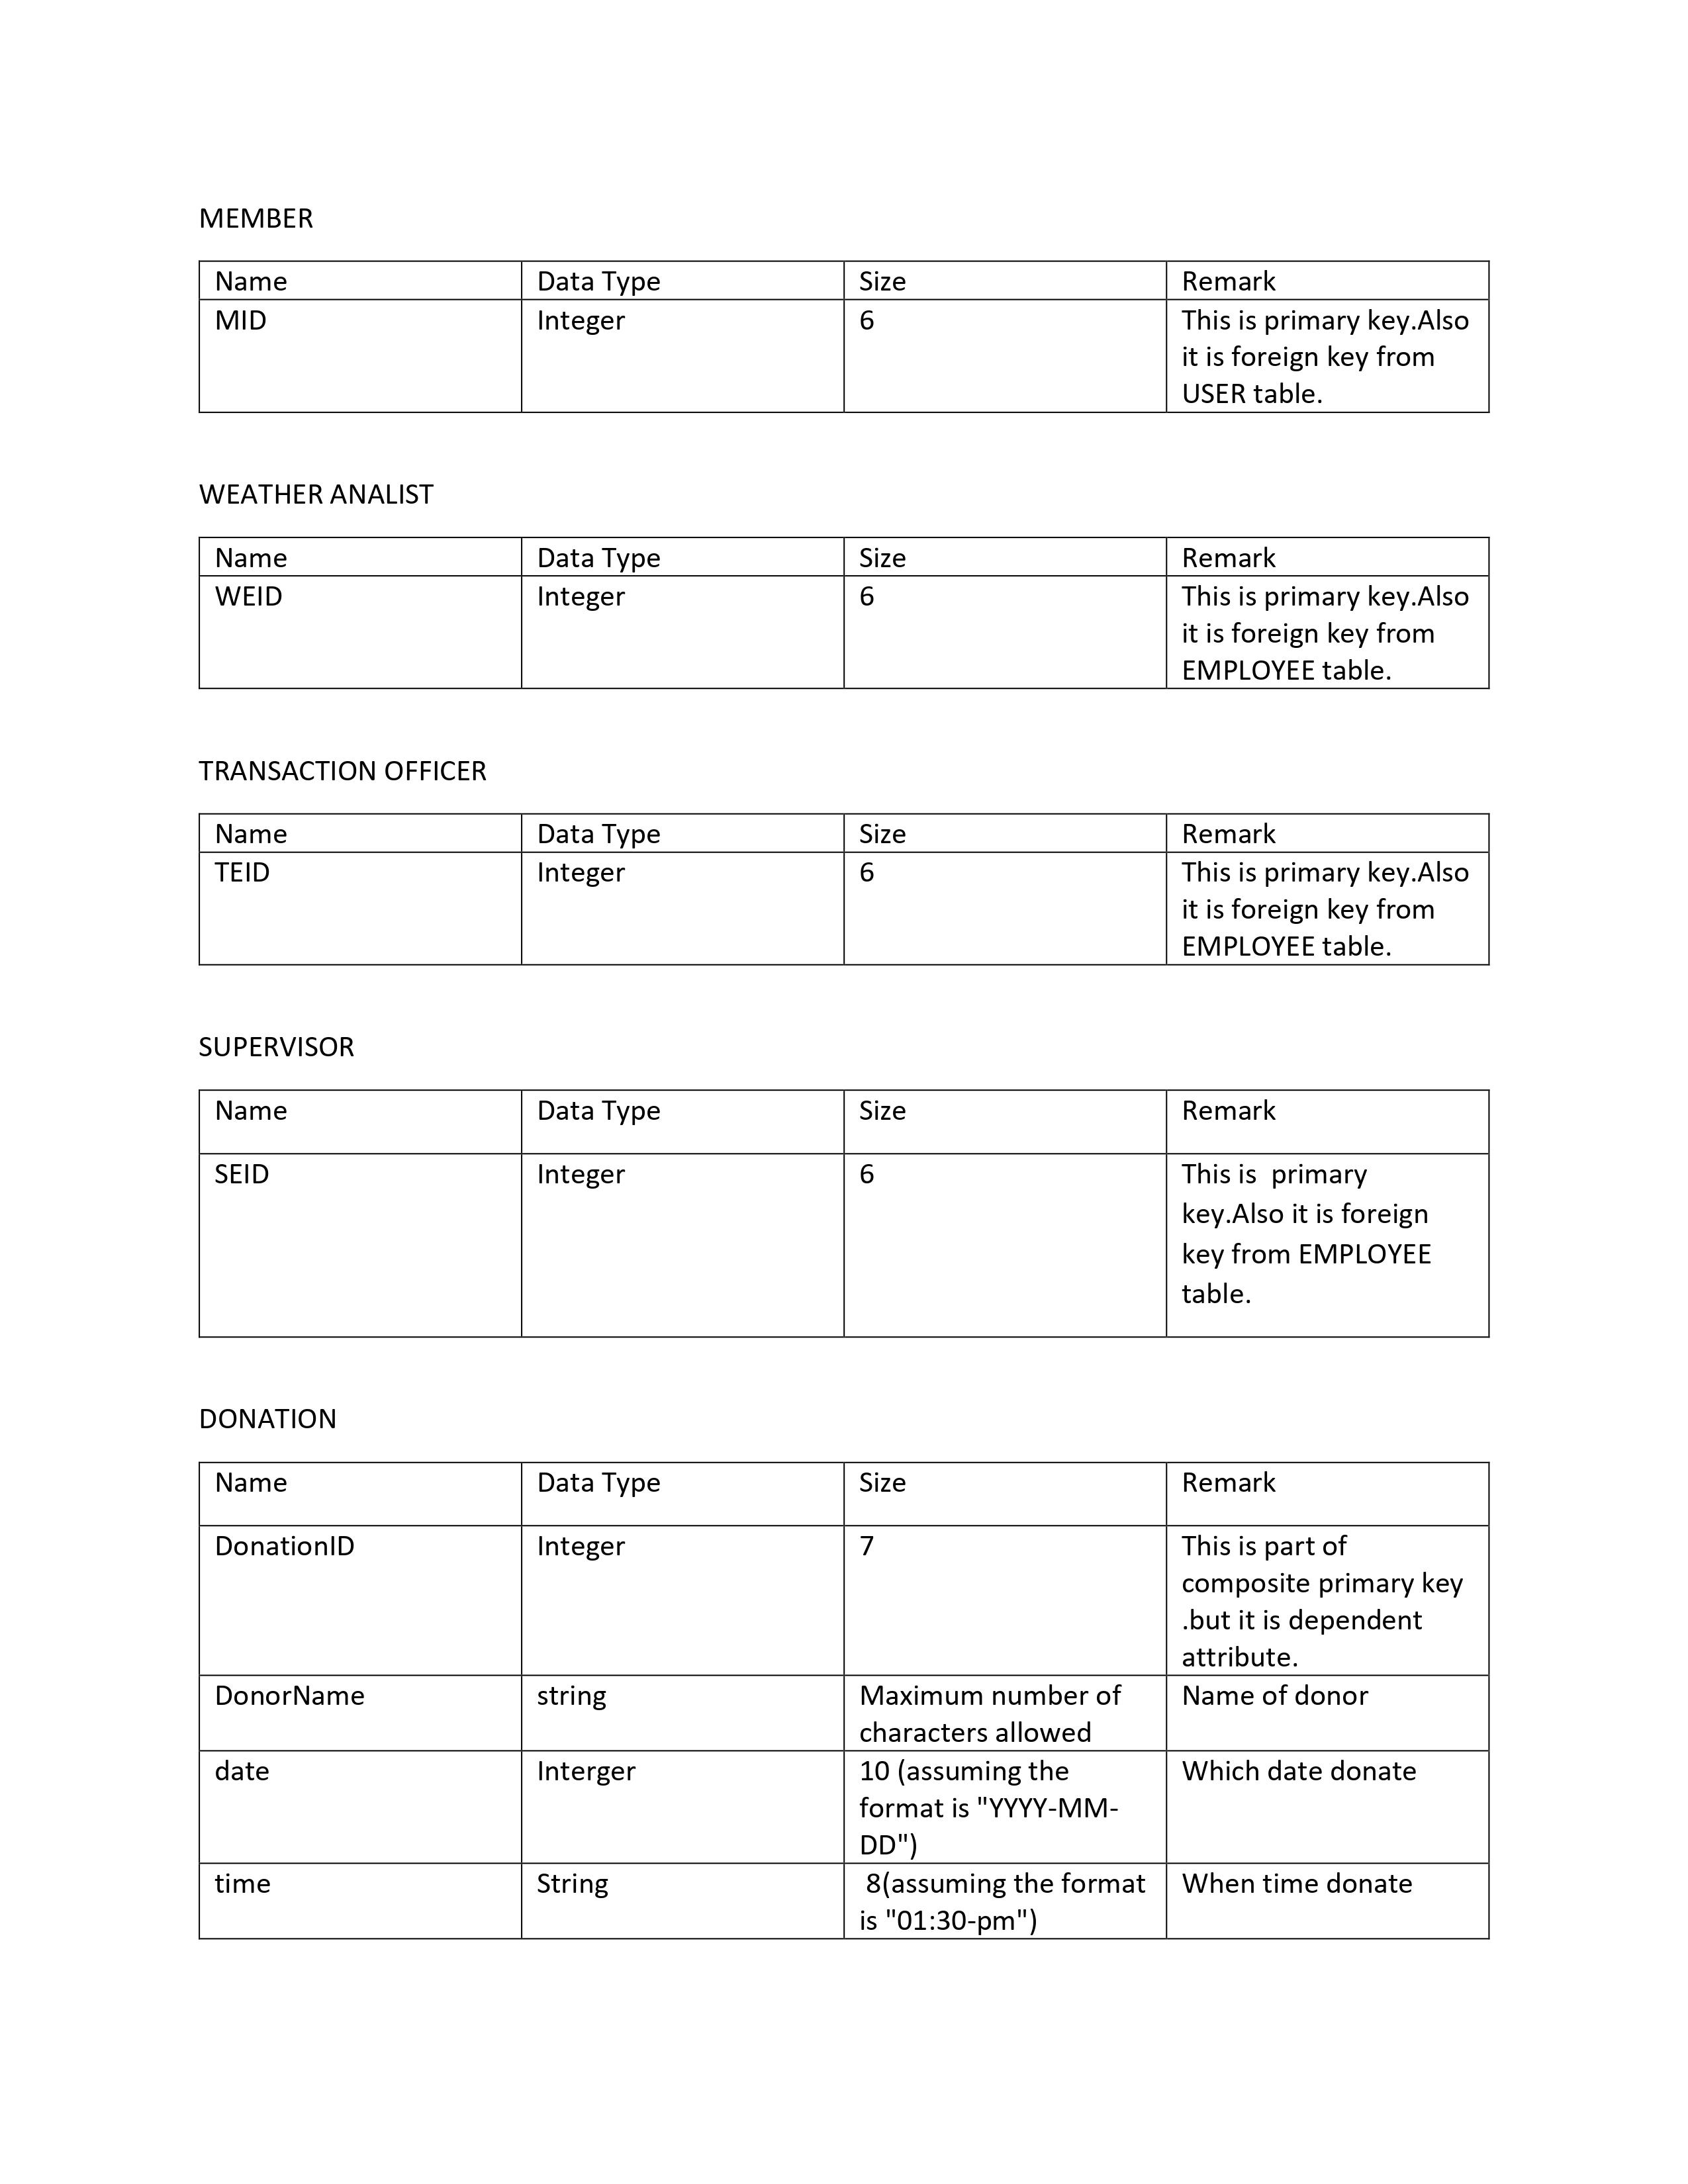 MEMBER
Name Data Type Size Remark
MID Integer 6 This is primary key.Also
it is foreign key from
USER table.
WEATHER ANALIST
Name Data Type Size Remark
WEID Integer 6 This is primary key.Also
it is foreign key from
EMPLOYEE table.
TRANSACTION OFFICER
Name Data Type Size Remark
TEID Integer 6 This is primary key.Also
it is foreign key from
EMPLOYEE table.
SUPERVISOR
Name Data Type Size Remark
SEID Integer 6 This is  primary
key.Also it is foreign
key from EMPLOYEE
table.
DONATION
Name Data Type Size Remark
DonationID Integer 7 This is part of
composite primary key
.but it is dependent
attribute.
DonorName string Maximum number of Name of donor
characters allowed
date Interger 10 (assuming the Which date donate
format is "YYYY-MM-
DD")
time String 8(assuming the format When time donate
is "01:30-pm")